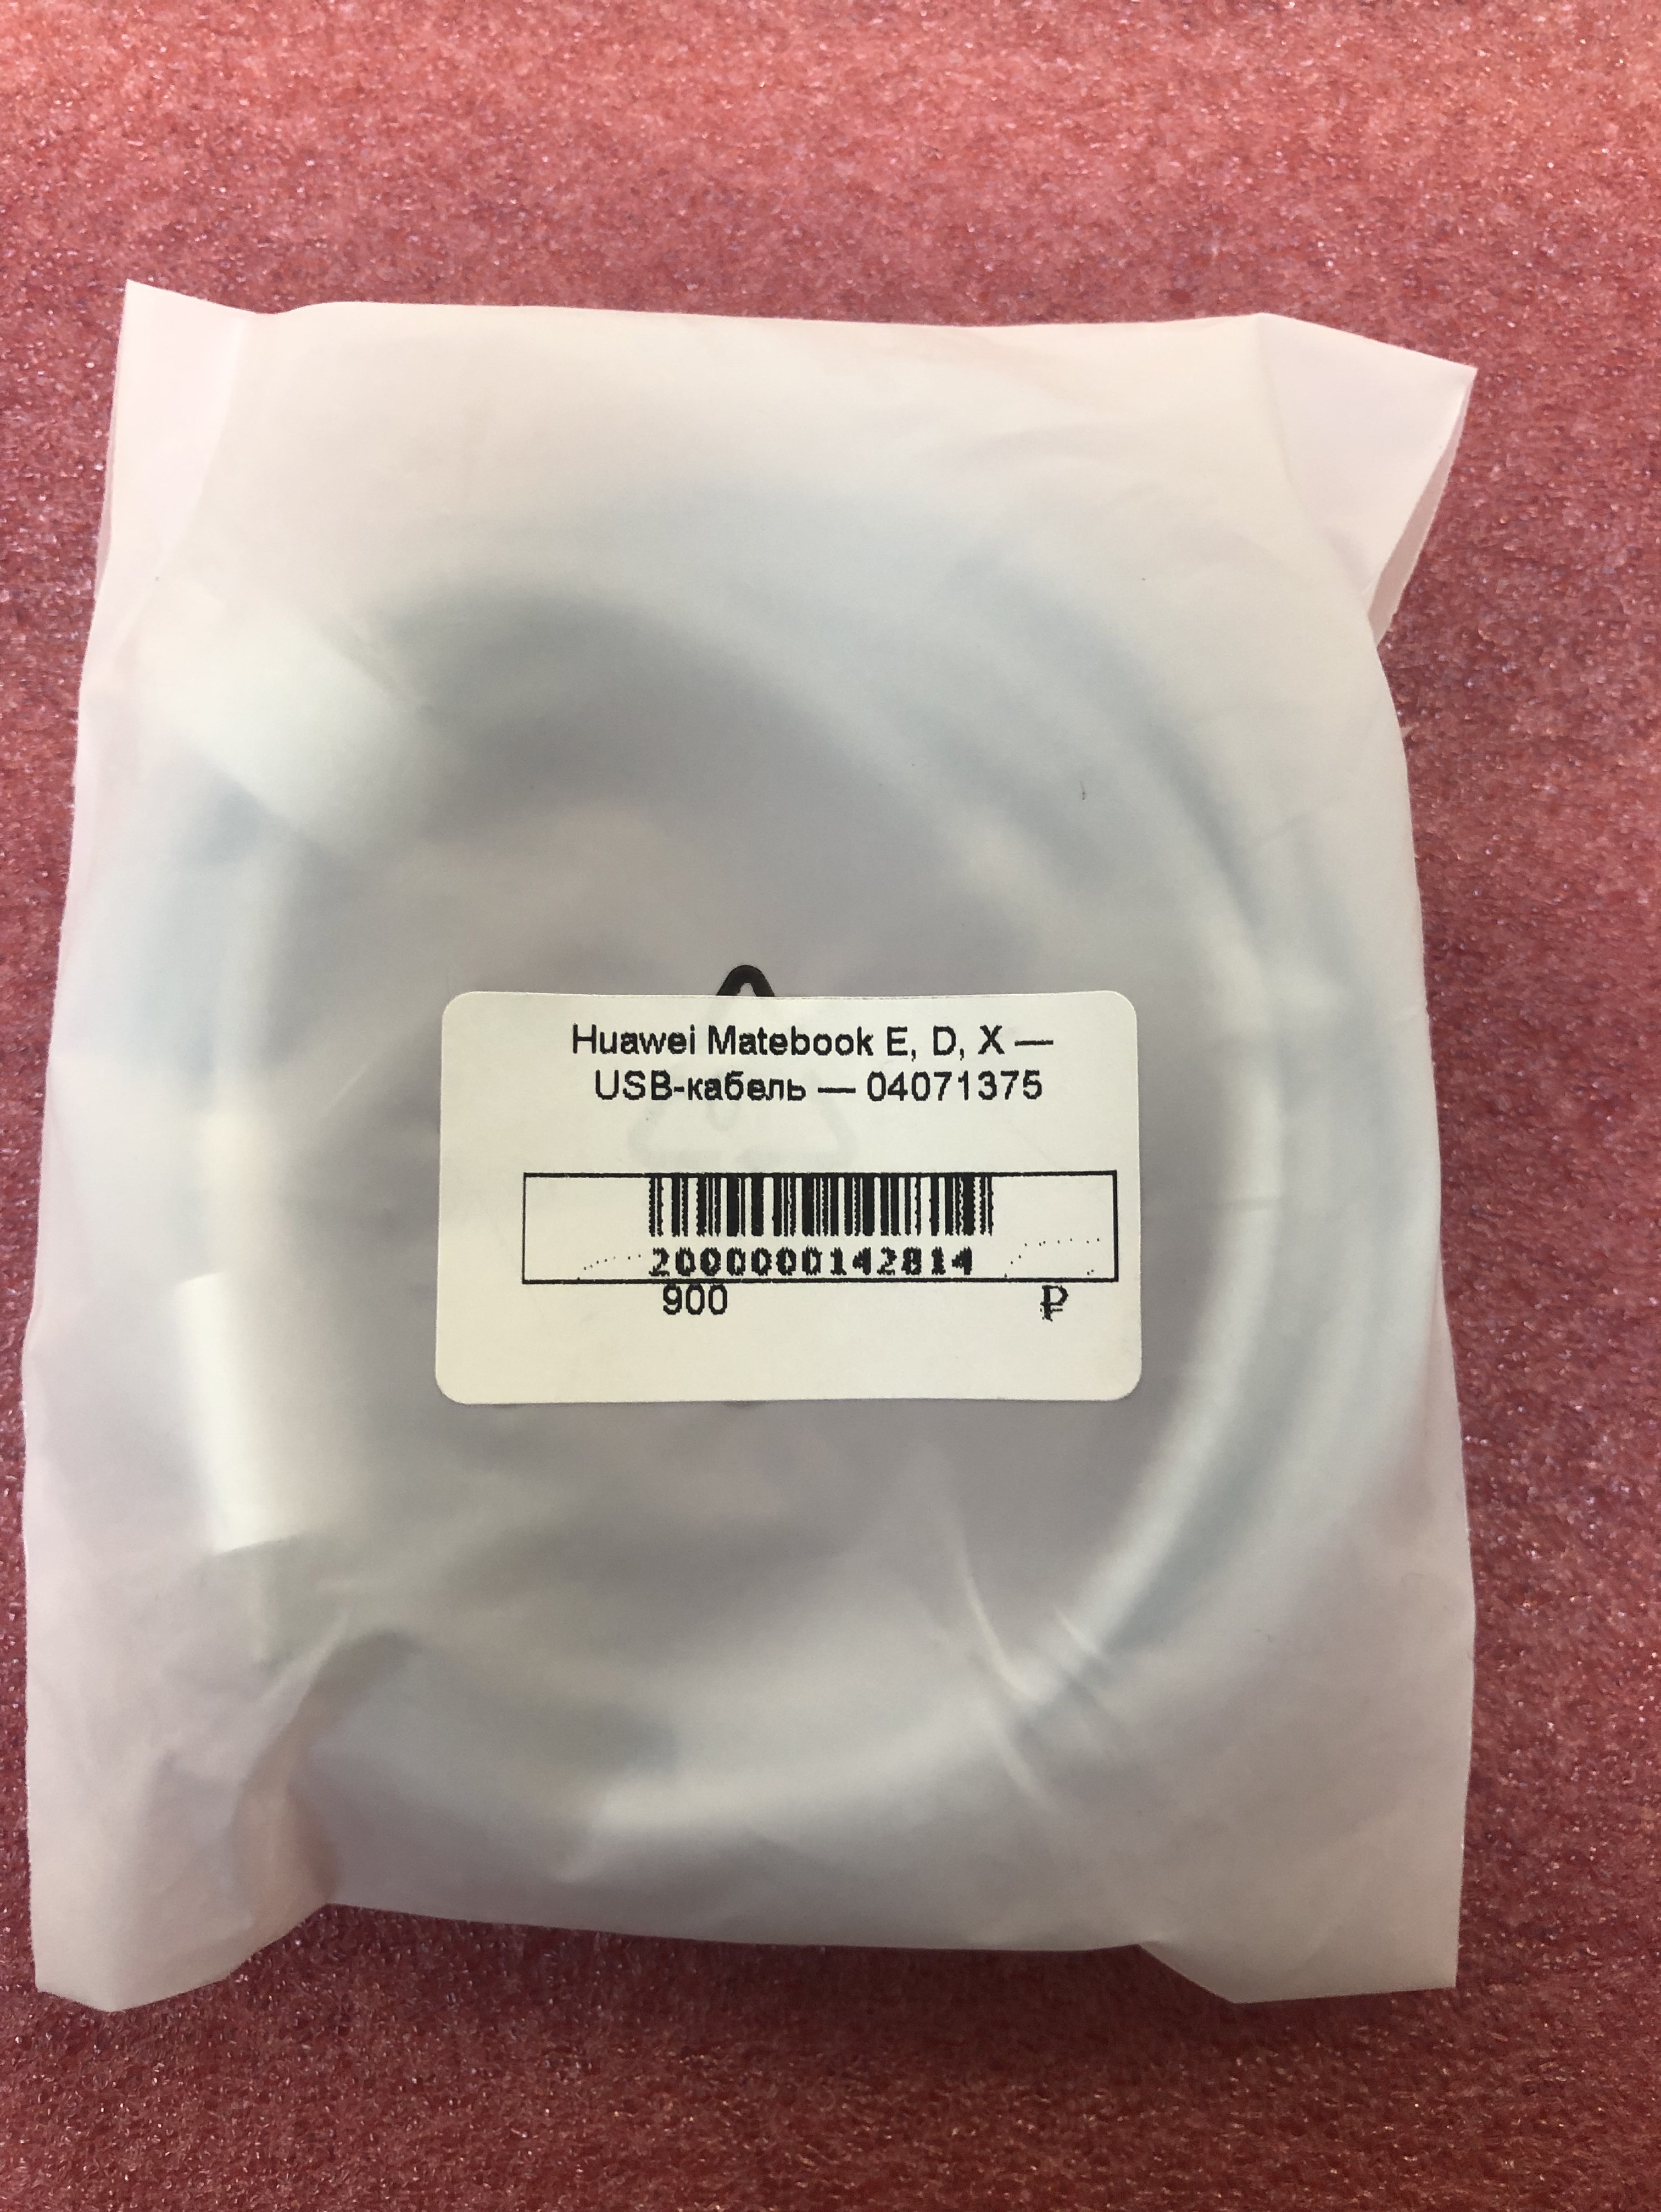 Huawei Matebook E, D, X —
USB-кабель — 04071375
2000000142814
900 ₽